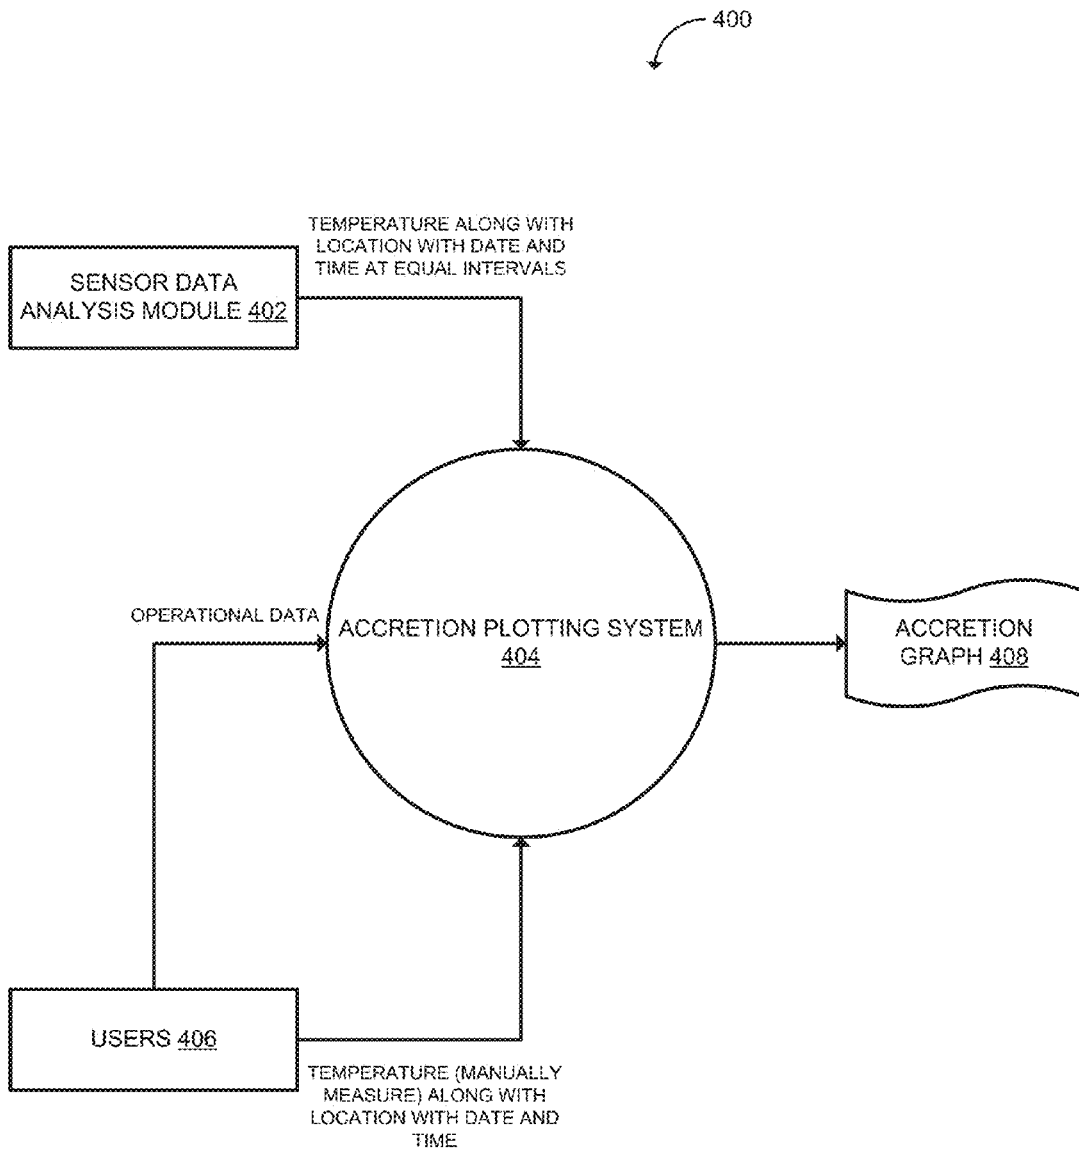 400
TEMPERATURE ALONG WITH
LOCATION WITH DATE AND
TIME AT EQUAL INTERVALS
SENSOR DATA
ANALYSIS MODULE 402
OPERATIONAL DATA
ACCRETION PLOTTING SYSTEM
404
ACCRETION
GRAPH 408
USERS 406
TEMPERATURE (MANUALLY
MEASURE) ALONG WITH
LOCATION WITH DATE AND
TIME